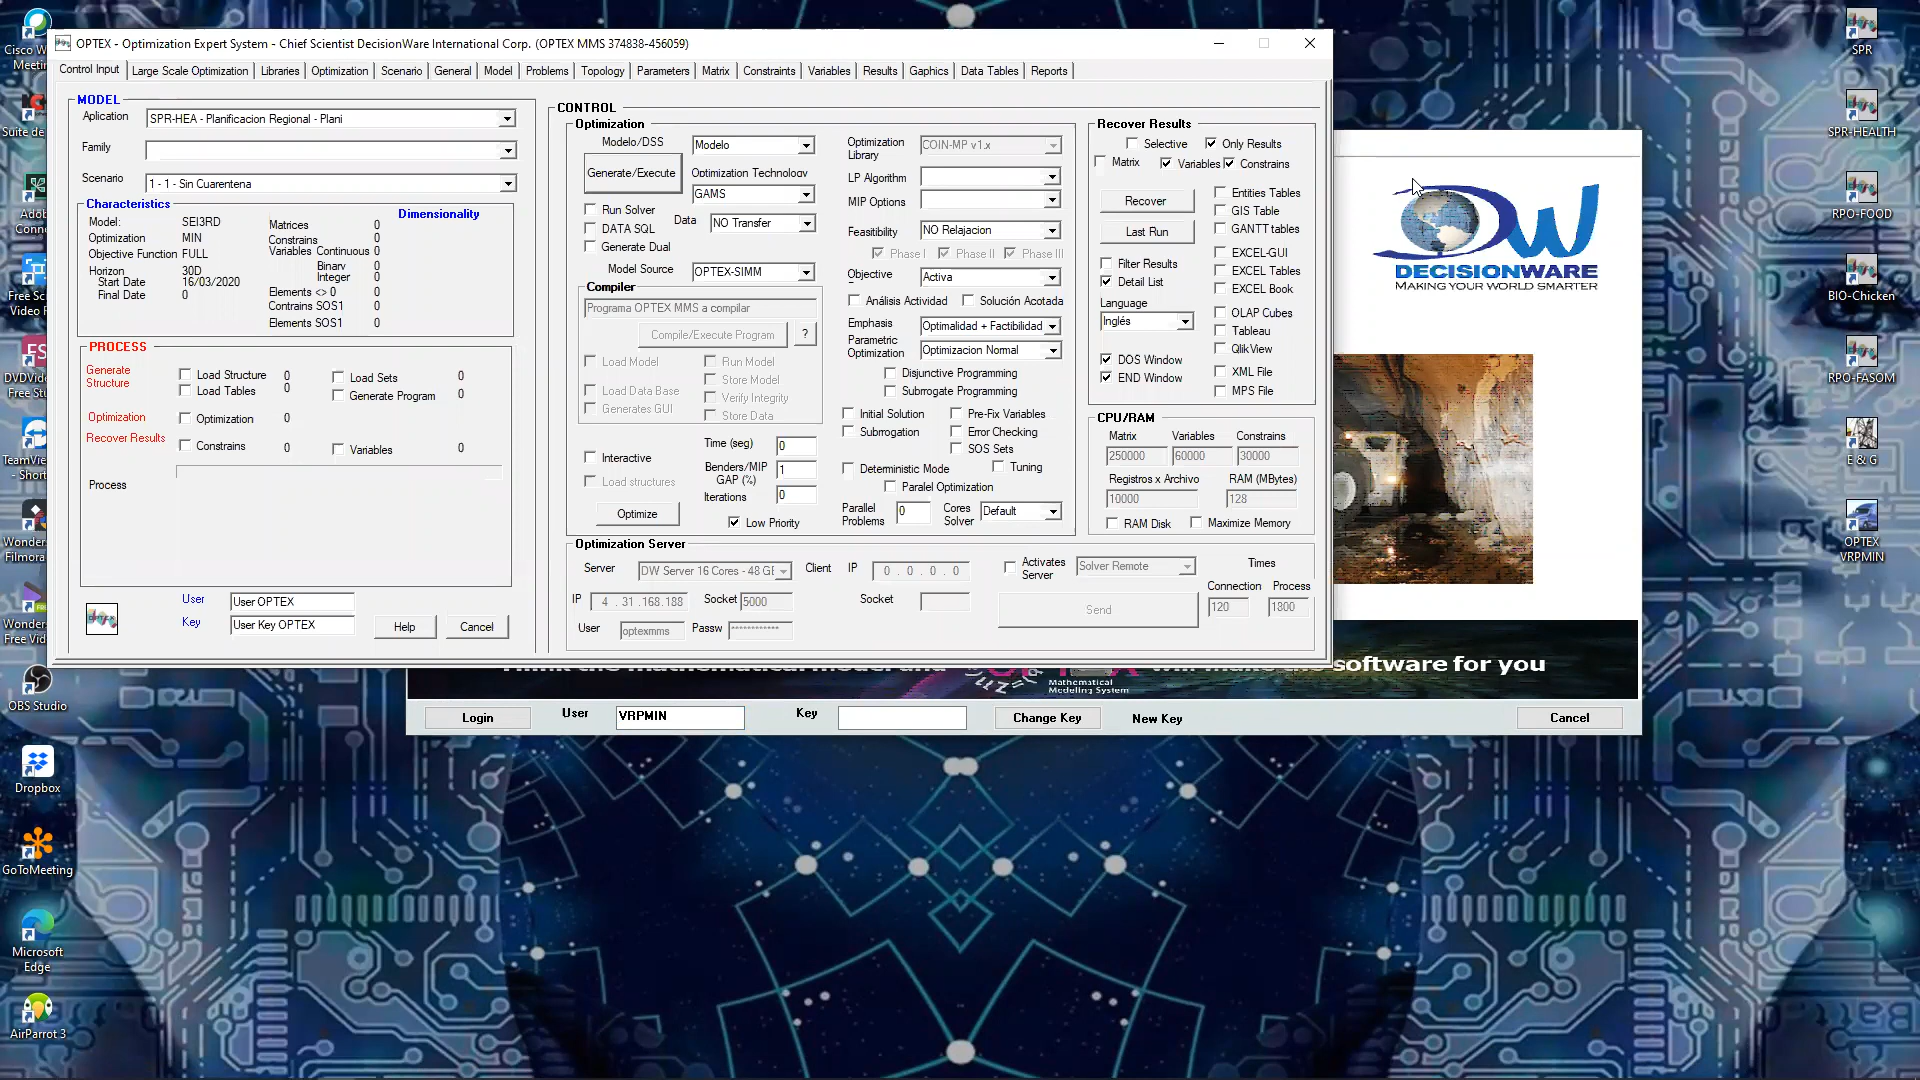 OPTEX - Optimization Expert System - Chief Scientist DecisionWare International Corp. (OPTEX MMS 374838-456059)
Control Input Large Scale Optimization Libraries Optimization Scenario General Model Problems Topology Parameters Matrix Constraints Variables Results Gaphics Data Tables Reports
MODEL
Aplication SPR-HEA - Planificacion Regional - Plani
Family
Scenario 1 - 1 - Sin Cuarentena
Characteristics
Dimensionality
Model: SEI3RD
Optimization MIN
Objective Function FULL
Horizon 30D
Start Date 16/03/2020
Final Date 0
Matrices 0
Constrains 0
Variables Continuous 0
Binary 0
Integer 0
Elements <> 0 0
Contrains SOS1 0
Elements SOS1 0
PROCESS
Generate Structure
Load Structure 0 Load Sets 0
Load Tables 0 Generate Program 0
Optimization Optimization 0
Recover Results Constrains 0 Variables 0
Process
User User OPTEX
Key User Key OPTEX
Help Cancel
CONTROL
Optimization
Modelo/DSS Modelo
Generate/Execute
Optimization Technology
GAMS
Run Solver
DATA SQL
Generate Dual
Data NO Transfer
Model Source OPTEX-SIMM
Compiler
Programa OPTEX MMS a compilar
Compile/Execute Program ?
Load Model Run Model
Store Model
Load Data Base Verify Integrity
Generates GUI Store Data
Interactive
Load structures
Optimize
Time (seg) 0
Benders/MIP GAP (%) 1
Iterations 0
Low Priority
Optimization Library COIN-MP v1.x
LP Algorithm
MIP Options
Feasitibility NO Relajacion
Phase I Phase II Phase III
Objective Activa
Análisis Actividad Solución Acotada
Emphasis Optimalidad + Factibilidad
Parametric Optimization Optimizacion Normal
Disjunctive Programming
Subrogate Programming
Initial Solution Pre-Fix Variables
Subrogation Error Checking
SOS Sets
Deterministic Mode Tuning
Paralel Optimization
Parallel Problems 0 Cores Solver Default
Recover Results
Selective Only Results
Matrix Variables Constrains
Recover
Last Run
Filter Results
Detail List
Language
Inglés
DOS Window
END Window
Entities Tables
GIS Table
GANTT tables
EXCEL-GUI
EXCEL Tables
EXCEL Book
OLAP Cubes
Tableau
QlikView
XML File
MPS File
CPU/RAM
Matrix Variables Constrains
250000 60000 30000
Registros x Archivo RAM (MBytes)
10000 128
RAM Disk Maximize Memory
Optimization Server
Server Client IP 0 . 0 . 0 . 0
DW Server 16 Cores - 48 GE
IP 4 . 31 .168.188 Socket 5000 Socket
User optexmms Passw ************
Activates Server Solver Remote
Times
Connection Process
120 1800
Send
DECISIONWARE
MAKING YOUR WORLD SMARTER
software for you
Mathematical
Modeling System
Login User VRPMIN Key Change Key New Key Cancel
Cisco W
Meetin
Suite de
Adob
Conne
Free Sc
Video F
DVDVide
Free Stu
TeamVie
- Short
Wonder
Filmora
Wonders
Free Vid
OBS Studio
Dropbox
GoToMeeting
Microsoft
Edge
AirParrot 3
SPR
SPR-HEALTH
RPO-FOOD
BIO-Chicken
RPO-FASOM
E & G
OPTEX
VRPMIN